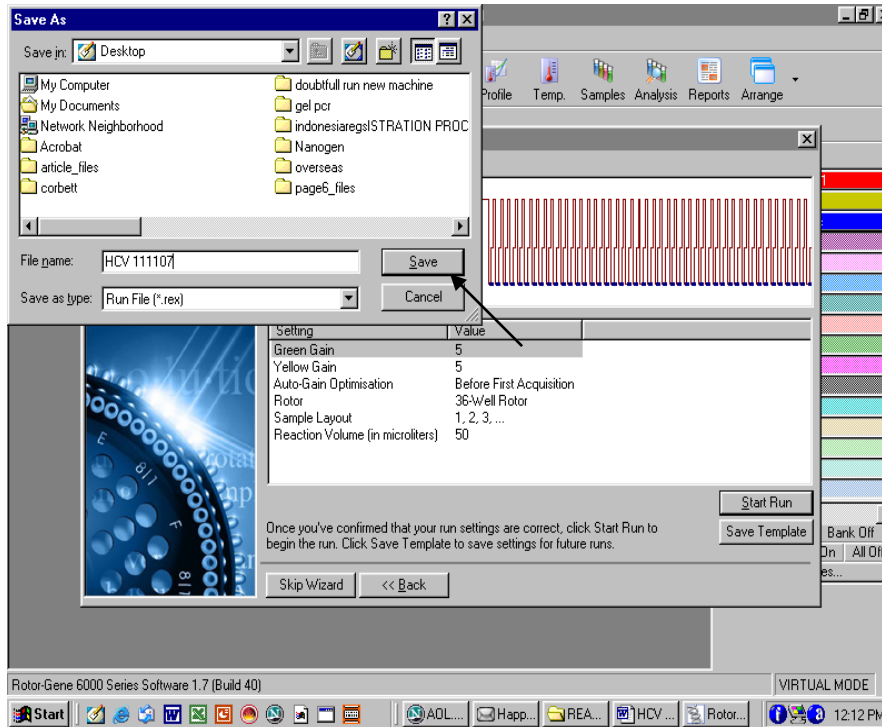 Save As
Save in: Desktop
My Computer
My Documents
Network Neighborhood
Acrobat
article_files
corbett
doubtfull run new machine
gel pcr
indonesiaregsISTRATION PROC
Nanogen
overseas
page6_files
File name: HCV 111107 Save
Save as type: Run File (*.rex) Cancel
Profile Temp. Samples Analysis Reports Arrange
Setting Value
Green Gain 5
Yellow Gain 5
Auto-Gain Optimisation Before First Acquisition
Rotor 36-Well Rotor
Sample Layout 1, 2, 3, ...
Reaction Volume (in microliters) 50
Start Run
Once you've confirmed that your run settings are correct, click Start Run to
begin the run. Click Save Template to save settings for future runs.
Save Template
Skip Wizard << Back
Bank Off
On All Off
es...
Rotor-Gene 6000 Series Software 1.7 (Build 40) VIRTUAL MODE
Start AOL... Happ... REA... HCV ... Rotor... 12:12 PM